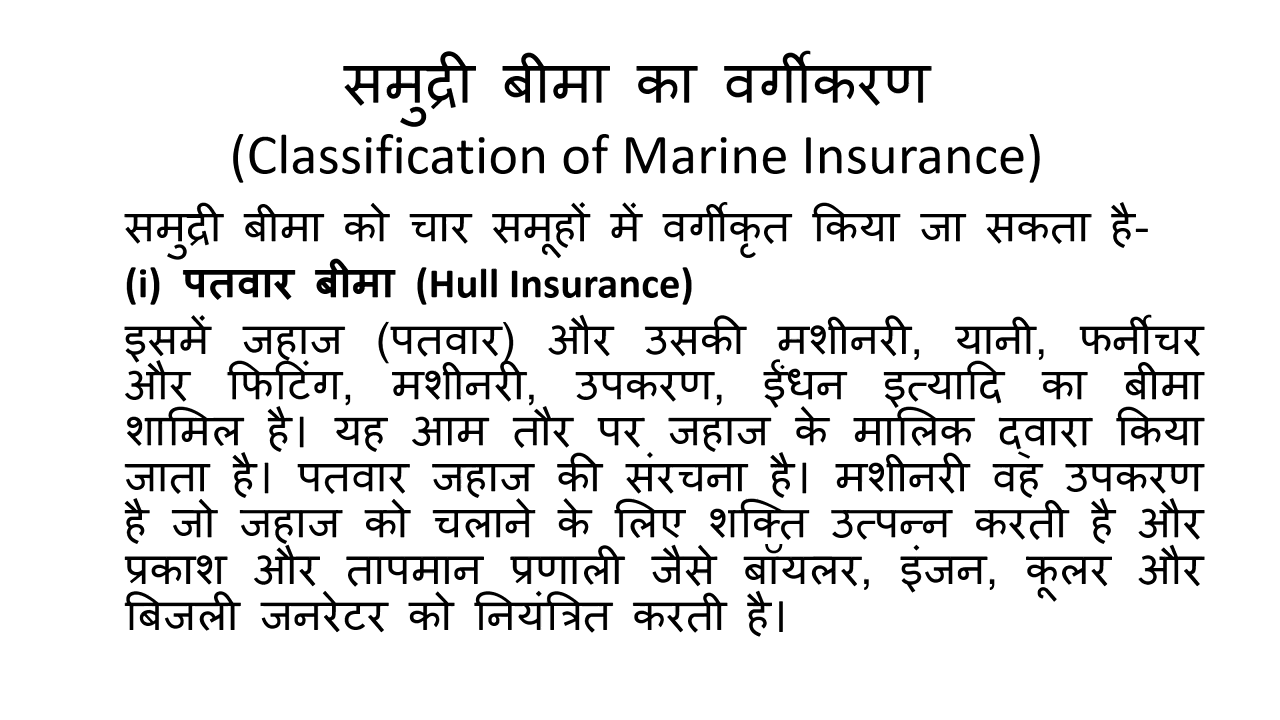 समुद्री बीमा का वर्गीकरण
(Classification of Marine Insurance)
समुद्री बीमा को चार समूहों में वर्गीकृत किया जा सकता है-
(i) पतवार बीमा (Hull Insurance)
इसमें जहाज (पतवार) और उसकी मशीनरी, यानी, फर्नीचर
और फिटिंग, मशीनरी, उपकरण, ईंधन इत्यादि का बीमा
शामिल है। यह आम तौर पर जहाज के मालिक द्वारा किया
जाता है। पतवार जहाज की संरचना है। मशीनरी वह उपकरण
है जो जहाज को चलाने के लिए शक्ति उत्पन्न करती है और
प्रकाश और तापमान प्रणाली जैसे बॉयलर, इंजन, कूलर और
बिजली जनरेटर को नियंत्रित करती है।